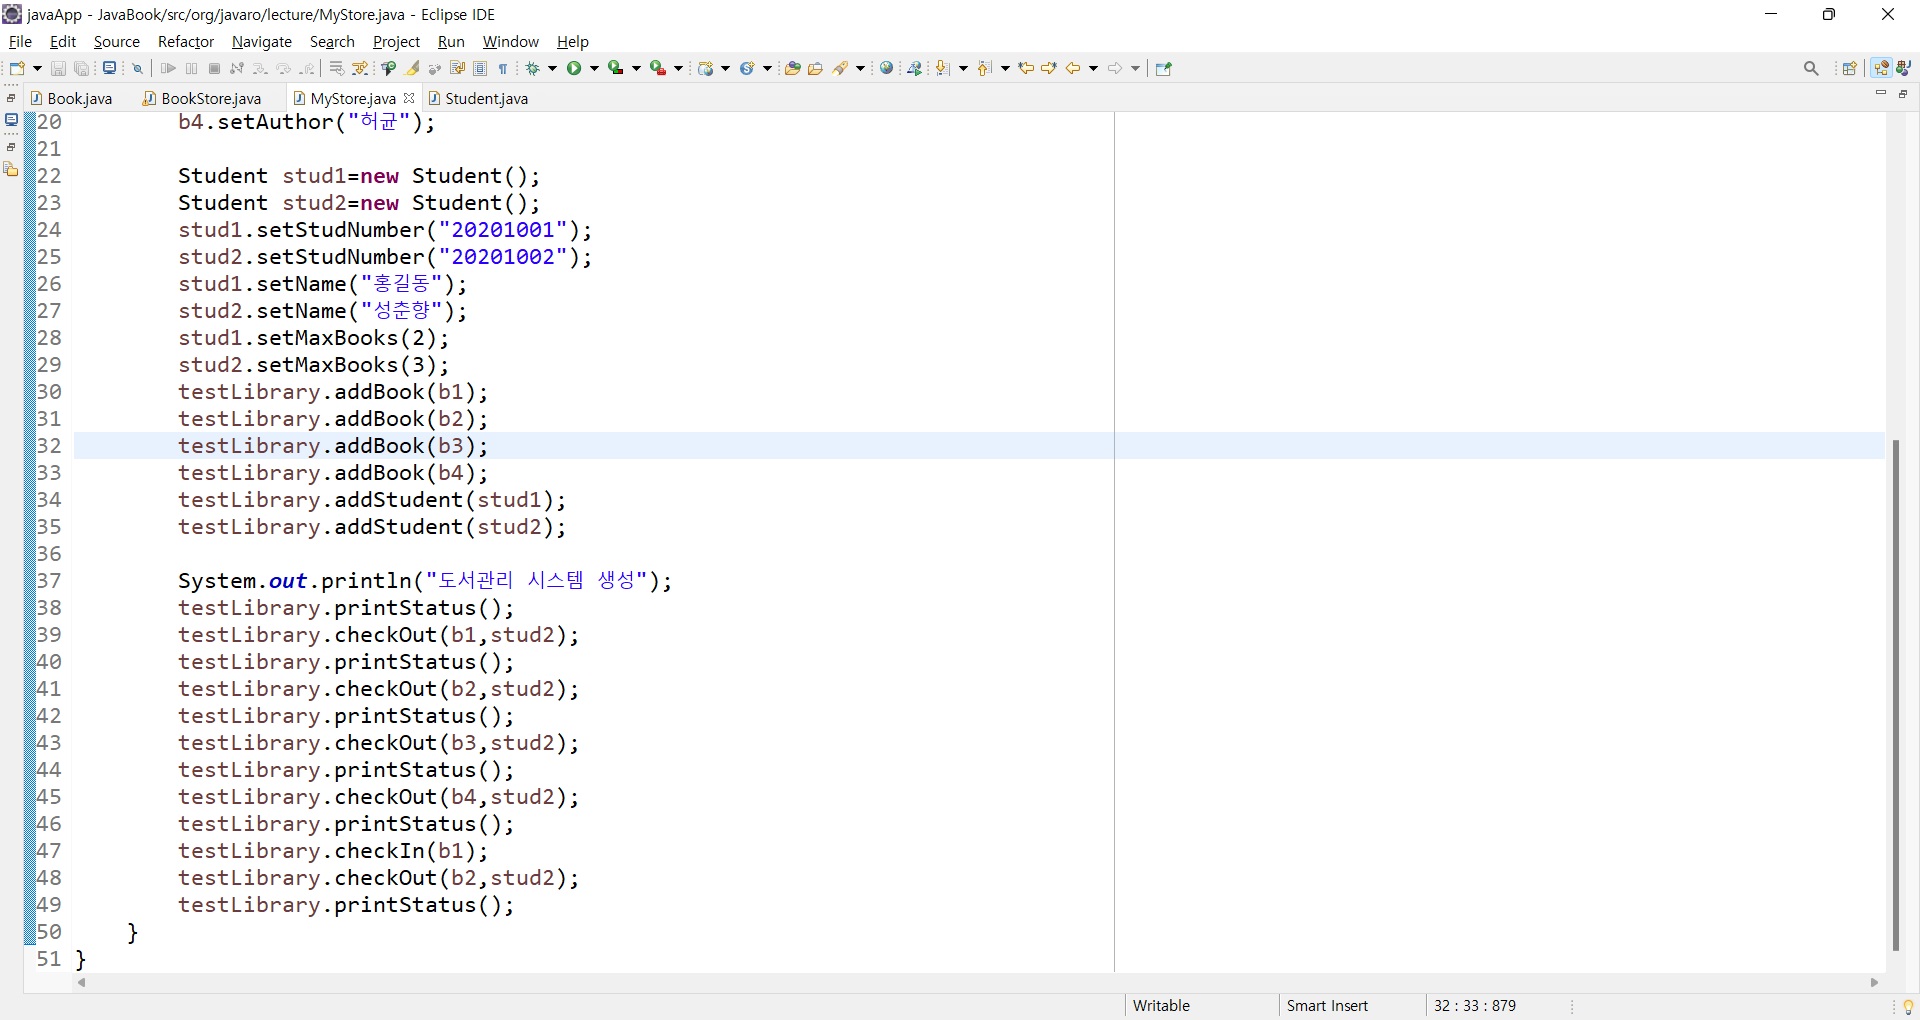 javaApp - JavaBook/src/org/javaro/lecture/MyStore.java - Eclipse IDE
File Edit Source Refactor Navigate Search Project Run Window Help
Book.java BookStore.java MyStore.java Student.java
20 b4.setAuthor("허균");
21
22 Student stud1=new Student();
23 Student stud2=new Student();
24 stud1.setStudNumber("20201001");
25 stud2.setStudNumber("20201002");
26 stud1.setName("홍길동");
27 stud2.setName("성춘향");
28 stud1.setMaxBooks(2);
29 stud2.setMaxBooks(3);
30 testLibrary.addBook(b1);
31 testLibrary.addBook(b2);
32 testLibrary.addBook(b3);
33 testLibrary.addBook(b4);
34 testLibrary.addStudent(stud1);
35 testLibrary.addStudent(stud2);
36
37 System.out.println("도서관리 시스템 생성");
38 testLibrary.printStatus();
39 testLibrary.checkOut(b1,stud2);
40 testLibrary.printStatus();
41 testLibrary.checkOut(b2,stud2);
42 testLibrary.printStatus();
43 testLibrary.checkOut(b3,stud2);
44 testLibrary.printStatus();
45 testLibrary.checkOut(b4,stud2);
46 testLibrary.printStatus();
47 testLibrary.checkIn(b1);
48 testLibrary.checkOut(b2,stud2);
49 testLibrary.printStatus();
50 }
51 }
Writable Smart Insert 32 : 33 : 879